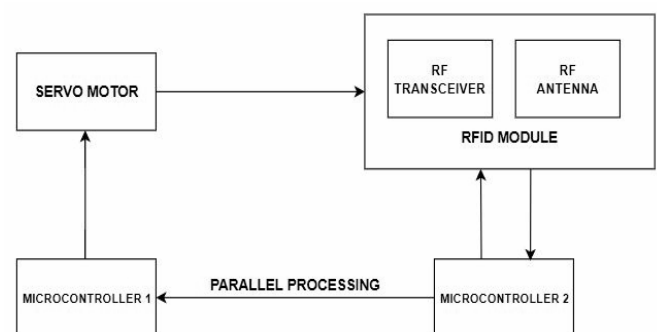 RF
TRANSCEIVER
RF
ANTENNA
SERVO MOTOR
RFID MODULE
PARALLEL PROCESSING
MICROCONTROLLER 1
MICROCONTROLLER 2